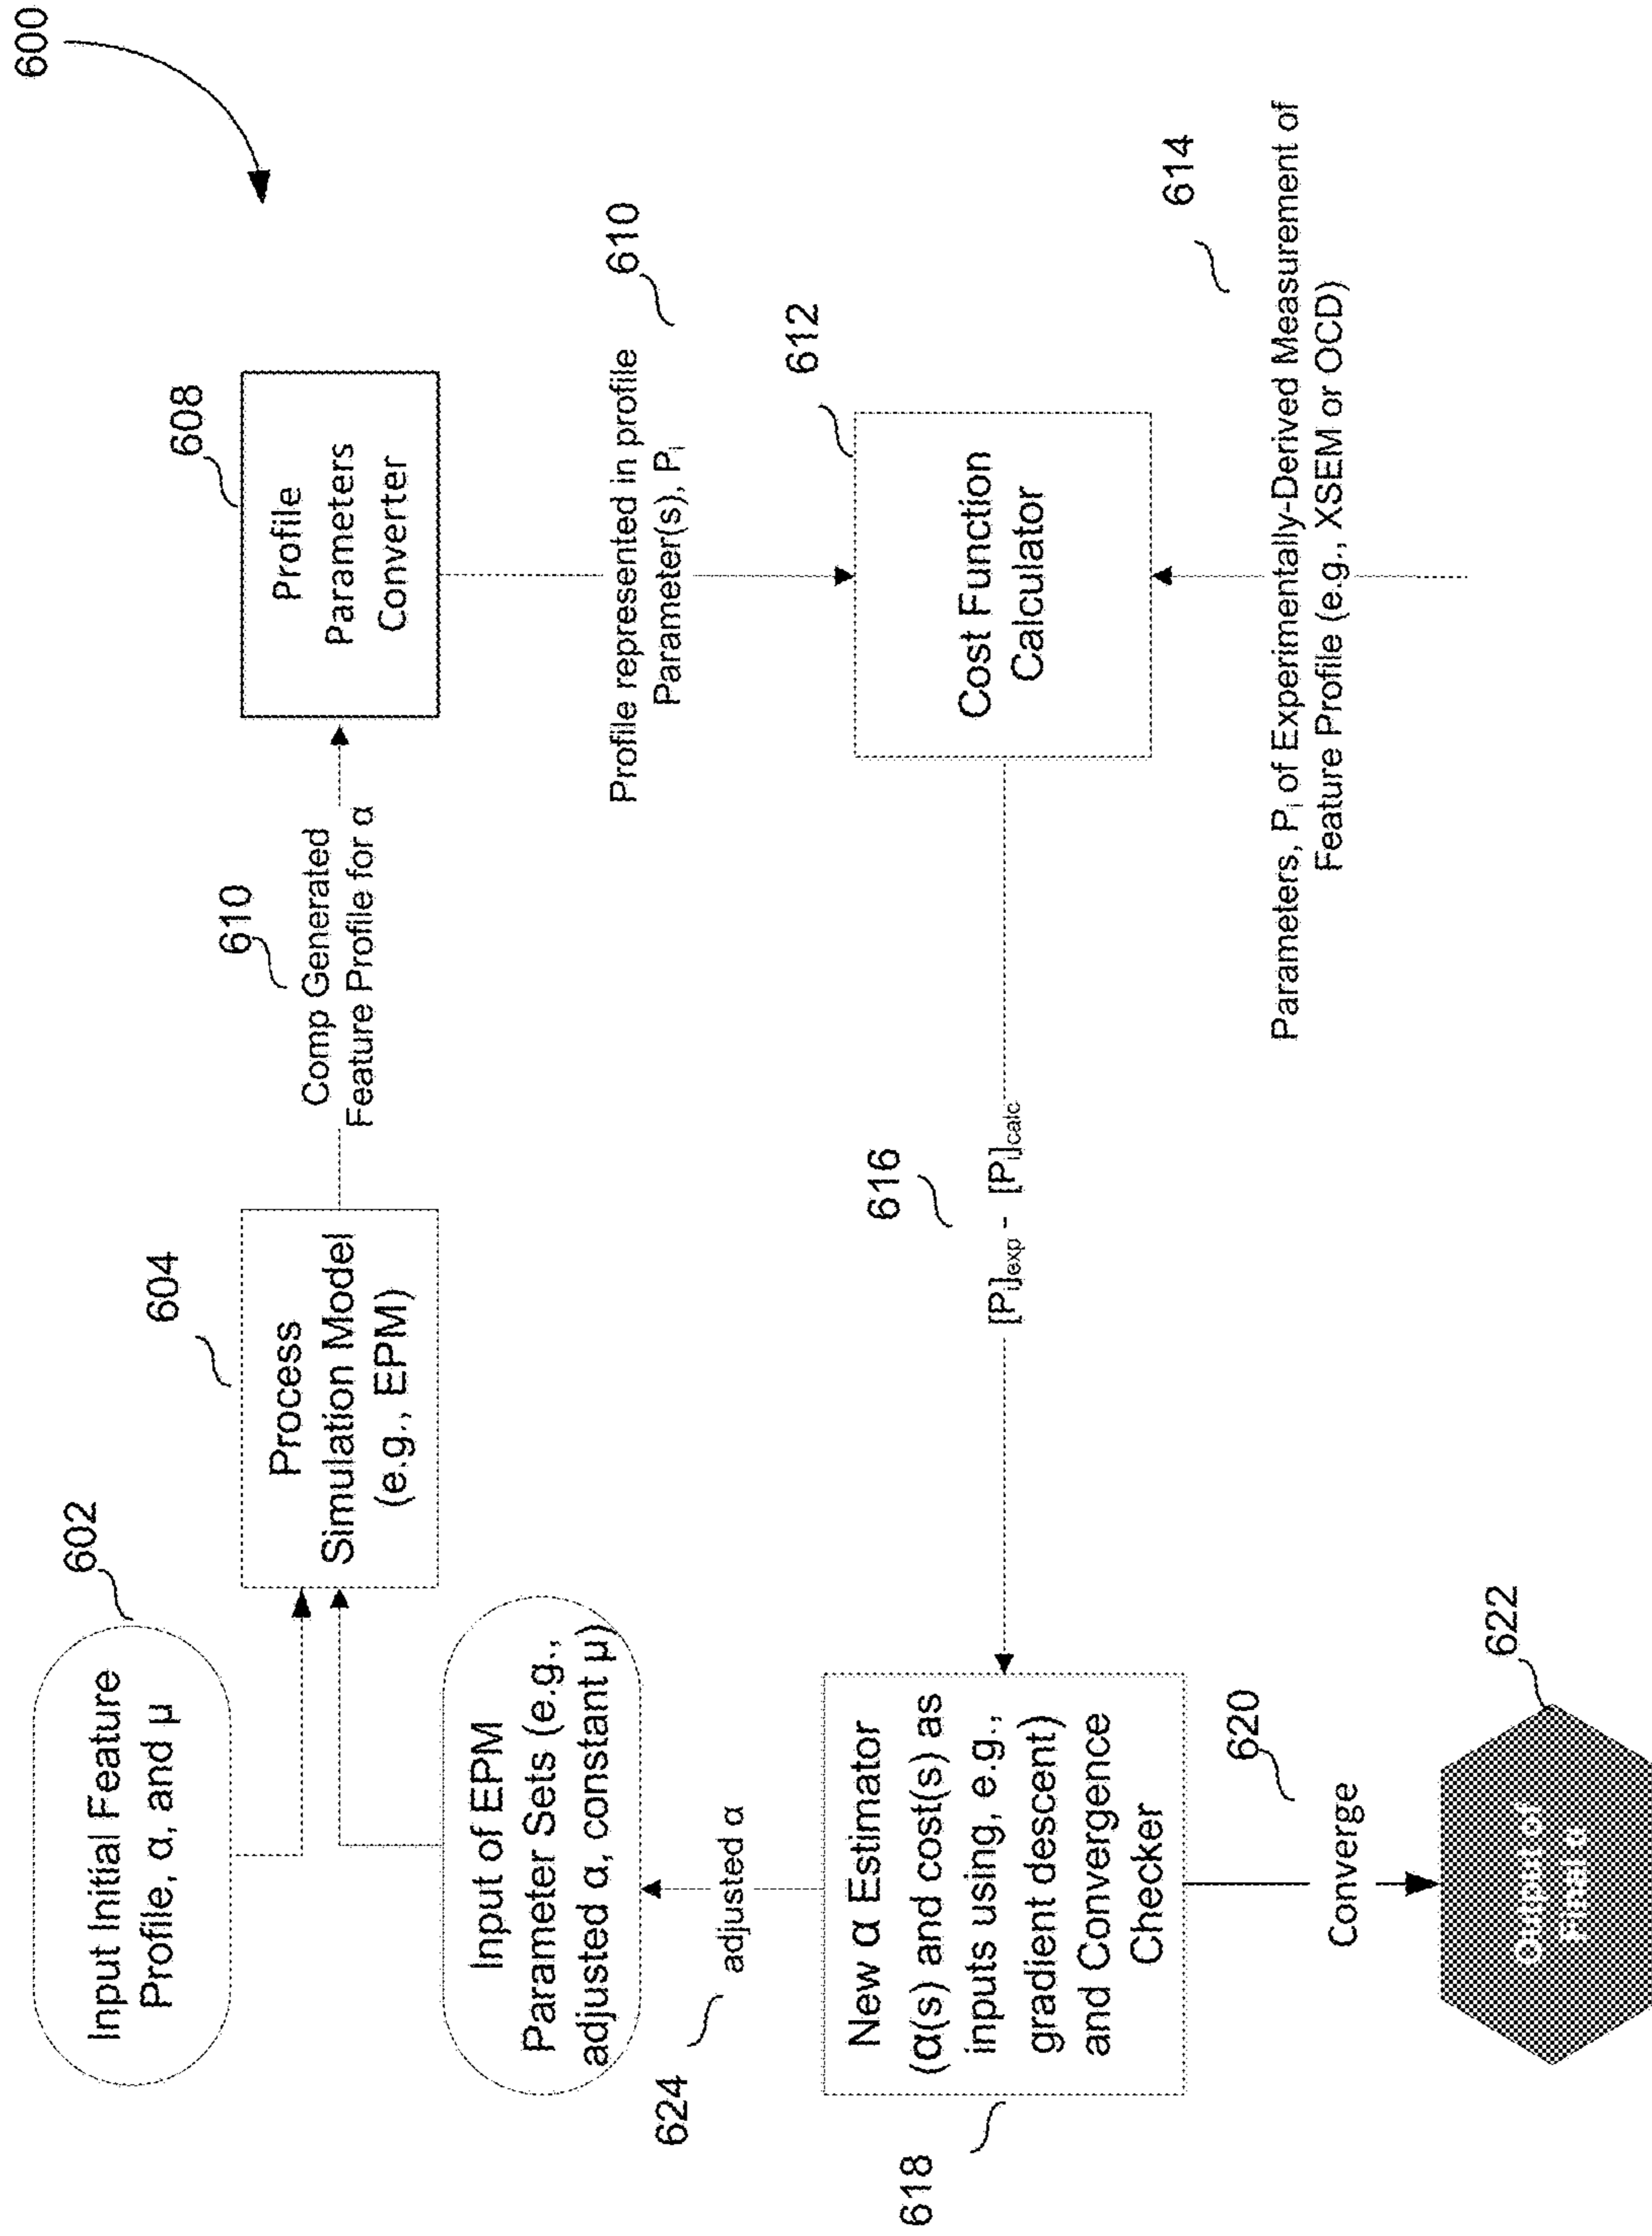 600
602
Input Initial Feature
Profile, α, and μ
604
Process
Simulation Model
(e.g., EPM)
610
Comp Generated
Feature Profile for α
608
Profile
Parameters
Converter
Input of EPM
Parameter Sets (e.g.,
adjusted α, constant μ)
Profile represented in profile
Parameter(s), Pi
610
624
adjusted α
618
New α Estimator
(α(s) and cost(s) as
inputs using, e.g.,
gradient descent)
and Convergence
Checker
616
[Pi]exp - [Pi]calc
612
Cost Function
Calculator
614
Parameters, Pi of Experimentally-Derived Measurement of
Feature Profile (e.g., XSEM or OCD)
620
Converge
622
Output of
Final α